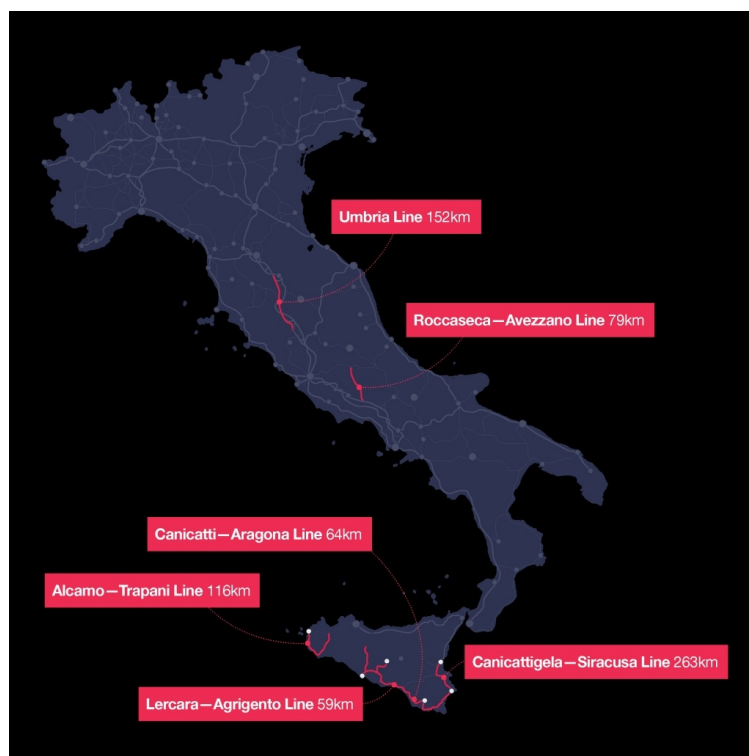 Umbria Line 152km
Roccaseca—Avezzano Line 79km
Canicatti—Aragona Line 64km
Alcamo—Trapani Line 116km
Canicattigela—Siracusa Line 263km
Lercara—Agrigento Line 59km